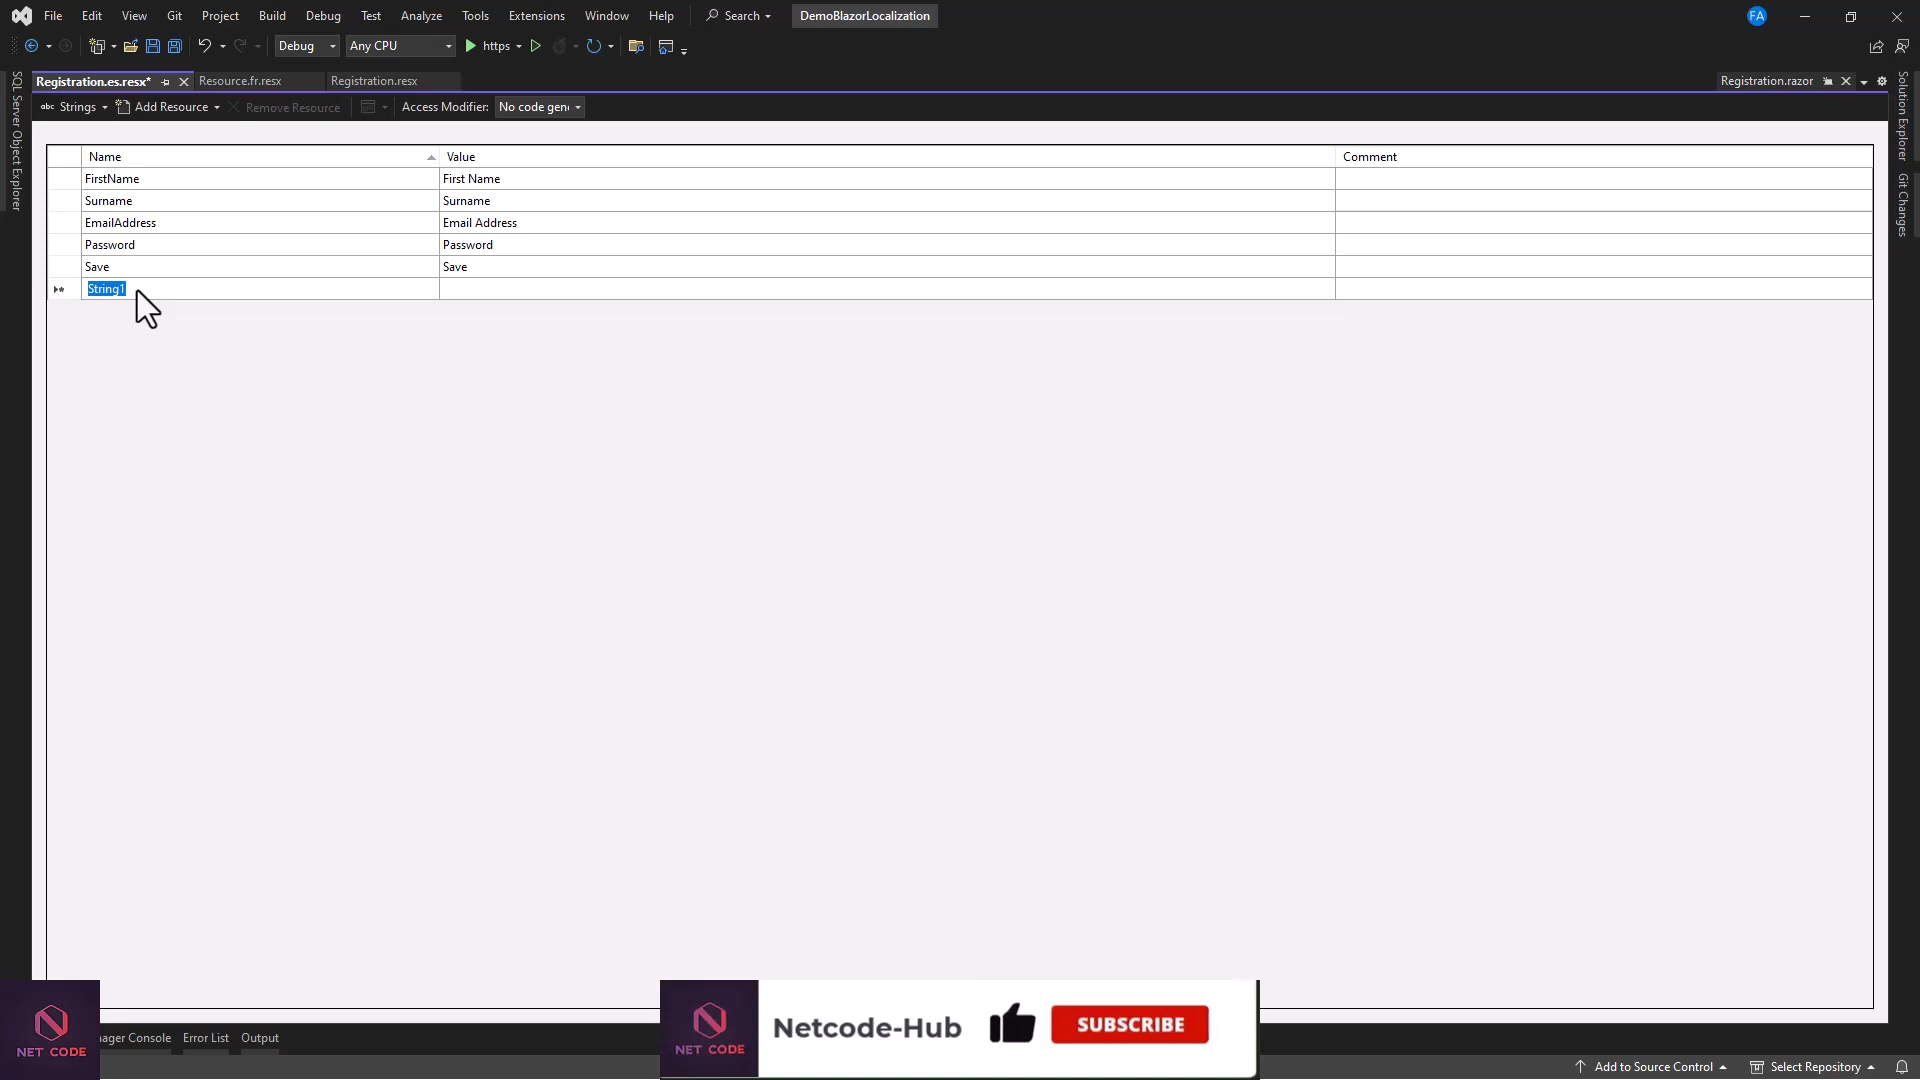 File Edit View Git Project Build Debug Test Analyze Tools Extensions Window Help Search DemoBlazorLocalization FA
Debug Any CPU https
Registration.es.resx* Resource.fr.resx Registration.resx Registration.razor
abc Strings Add Resource Remove Resource Access Modifier: No code gen
SQL Server Object Explorer
Solution Explorer
Git Changes
Name Value Comment
FirstName First Name
Surname Surname
EmailAddress Email Address
Password Password
Save Save
String1
NET CODE
NET CODE
Netcode-Hub SUBSCRIBE
ager Console Error List Output
Add to Source Control Select Repository